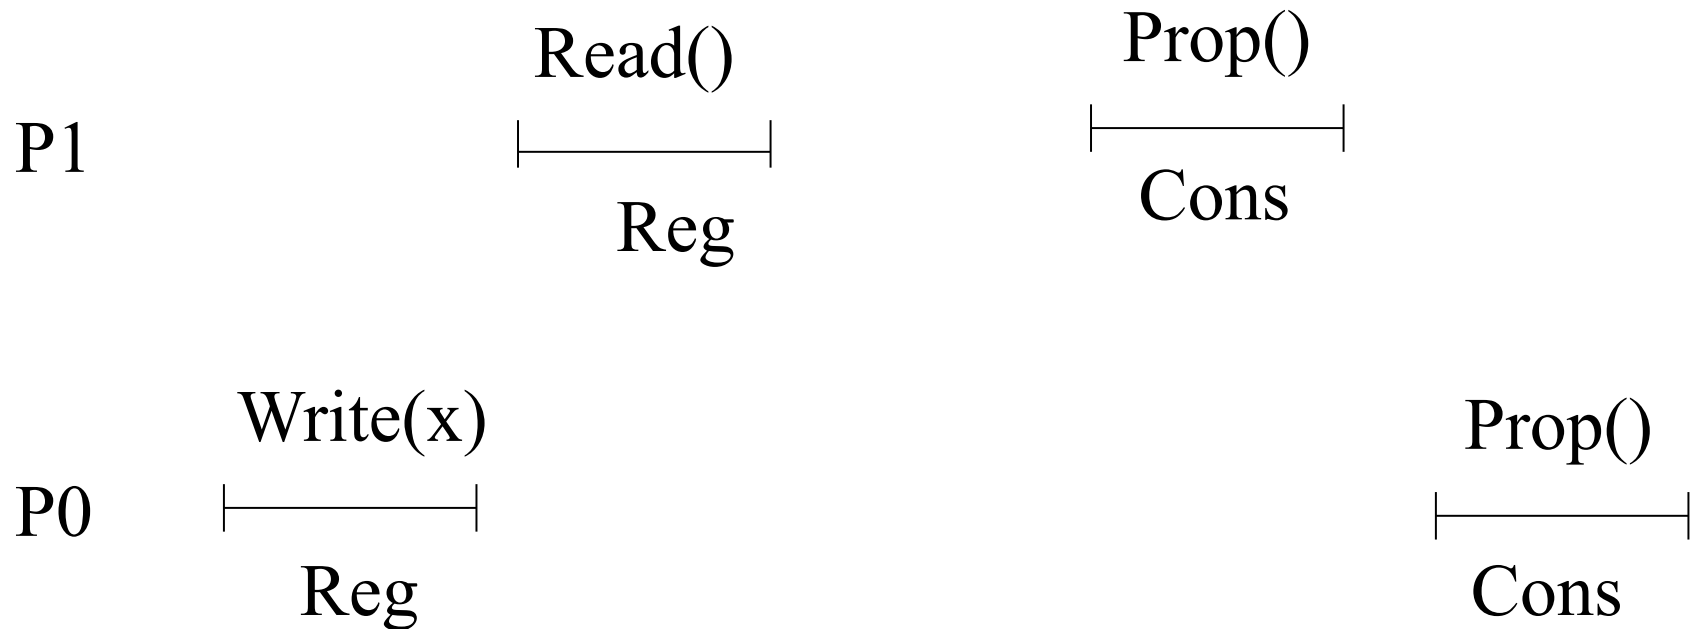 Read()
Prop()
P1
Reg
Cons
Write(x)
Prop()
P0
Reg
Cons